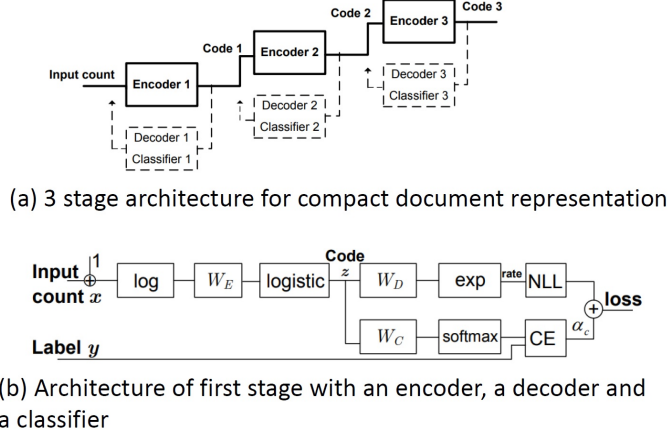 Code 3
Code 2
Encoder 3
Code 1
Encoder 2
Decoder 3
Classifier 3
Input count
Encoder 1
Decoder 2
Classifier 2
Decoder 1
Classifier 1
(a) 3 stage architecture for compact document representation
Code
1
Input
count x
⊕
log
W_E
logistic
z
W_D
exp
rate
NLL
+
loss
α_c
W_C
softmax
CE
Label y
(b) Architecture of first stage with an encoder, a decoder and
a classifier